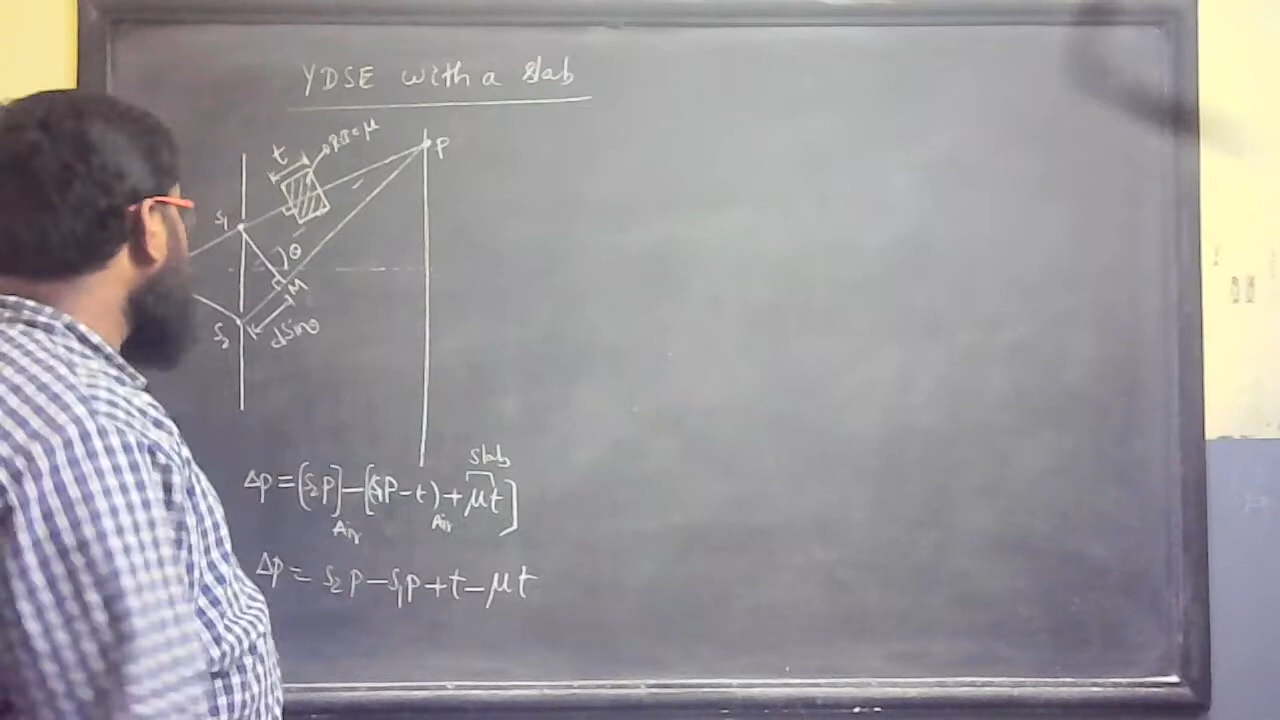 YDSE with a slab
t
R.I = μ
P
S1
θ
M
S2
d sinθ
slab
Δp = [S2P] - [(S1P - t) + μt]
Air Air
Δp = S2P - S1P + t - μt